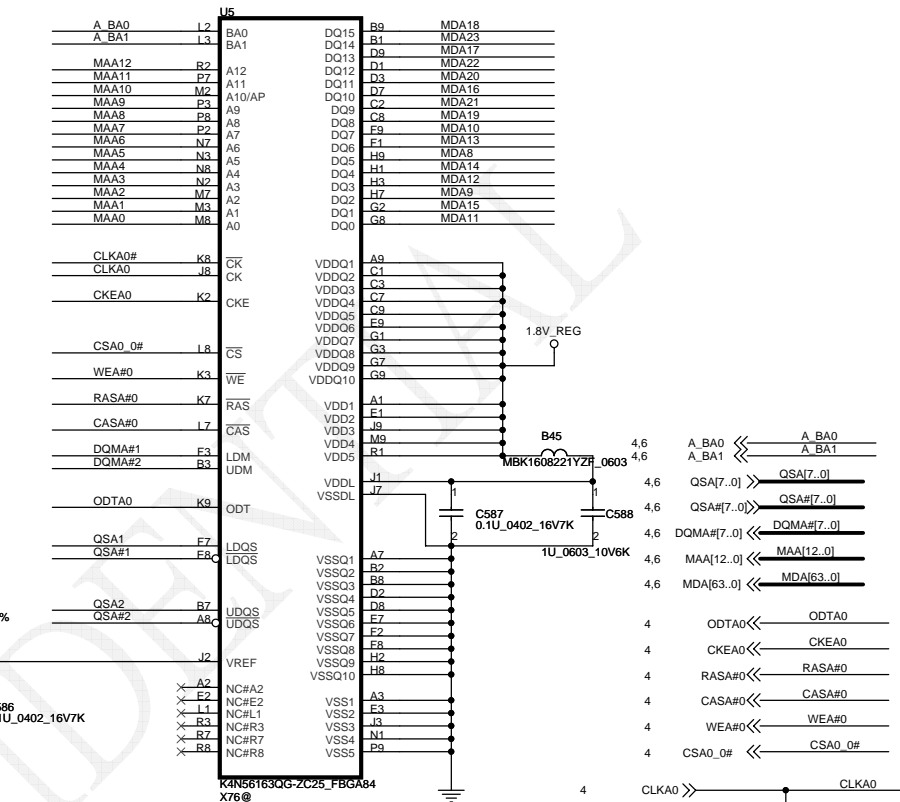 U5
A_BA0 L2 BA0
A_BA1 L3 BA1
MAA12 R2 A12
MAA11 P7 A11
MAA10 M2 A10/AP
MAA9 P3 A9
MAA8 P8 A8
MAA7 P2 A7
MAA6 N7 A6
MAA5 N3 A5
MAA4 N8 A4
MAA3 N2 A3
MAA2 M7 A2
MAA1 M3 A1
MAA0 M8 A0
CLKA0# K8 CK
CLKA0 J8 CK
CKEA0 K2 CKE
CSA0_0# L8 CS
WEA#0 K3 WE
RASA#0 K7 RAS
CASA#0 L7 CAS
DQMA#1 F3 LDM
DQMA#2 B3 UDM
ODTA0 K9 ODT
QSA1 F7 LDQS
QSA#1 E8 LDQS
QSA2 B7 UDQS
QSA#2 A8 UDQS
%
J2 VREF
A2 NC#A2
E2 NC#E2
L1 NC#L1
R3 NC#R3
R7 NC#R7
R8 NC#R8
586
1U_0402_16V7K
DQ15 B9 MDA18
DQ14 B1 MDA23
DQ13 D9 MDA17
DQ12 D1 MDA22
DQ11 D3 MDA20
DQ10 D7 MDA16
DQ9 C2 MDA21
DQ8 C8 MDA19
DQ7 F9 MDA10
DQ6 F1 MDA13
DQ5 H9 MDA8
DQ4 H1 MDA14
DQ3 H3 MDA12
DQ2 H7 MDA9
DQ1 G2 MDA15
DQ0 G8 MDA11
VDDQ1 A9
VDDQ2 C1
VDDQ3 C3
VDDQ4 C7
VDDQ5 C9
VDDQ6 E9
VDDQ7 G1
VDDQ8 G3
VDDQ9 G7
VDDQ10 G9
1.8V_REG
VDD1 A1
VDD2 E1
VDD3 J9
VDD4 M9
VDD5 R1
B45
MBK1608221YZF_0603
VDDL J1
VSSDL J7
1
2
C587
0.1U_0402_16V7K
1
2
C588
1U_0603_10V6K
VSSQ1 A7
VSSQ2 B2
VSSQ3 B8
VSSQ4 D2
VSSQ5 D8
VSSQ6 E7
VSSQ7 F2
VSSQ8 F8
VSSQ9 H2
VSSQ10 H8
VSS1 A3
VSS2 E3
VSS3 J3
VSS4 N1
VSS5 P9
K4N56163QG-ZC25_FBGA84
X76@
4,6 A_BA0 A_BA0
4,6 A_BA1 A_BA1
4,6 QSA[7..0] QSA[7..0]
4,6 QSA#[7..0] QSA#[7..0]
4,6 DQMA#[7..0] DQMA#[7..0]
4,6 MAA[12..0] MAA[12..0]
4,6 MDA[63..0] MDA[63..0]
4 ODTA0 ODTA0
4 CKEA0 CKEA0
4 RASA#0 RASA#0
4 CASA#0 CASA#0
4 WEA#0 WEA#0
4 CSA0_0# CSA0_0#
4 CLKA0 CLKA0
DENTIAL